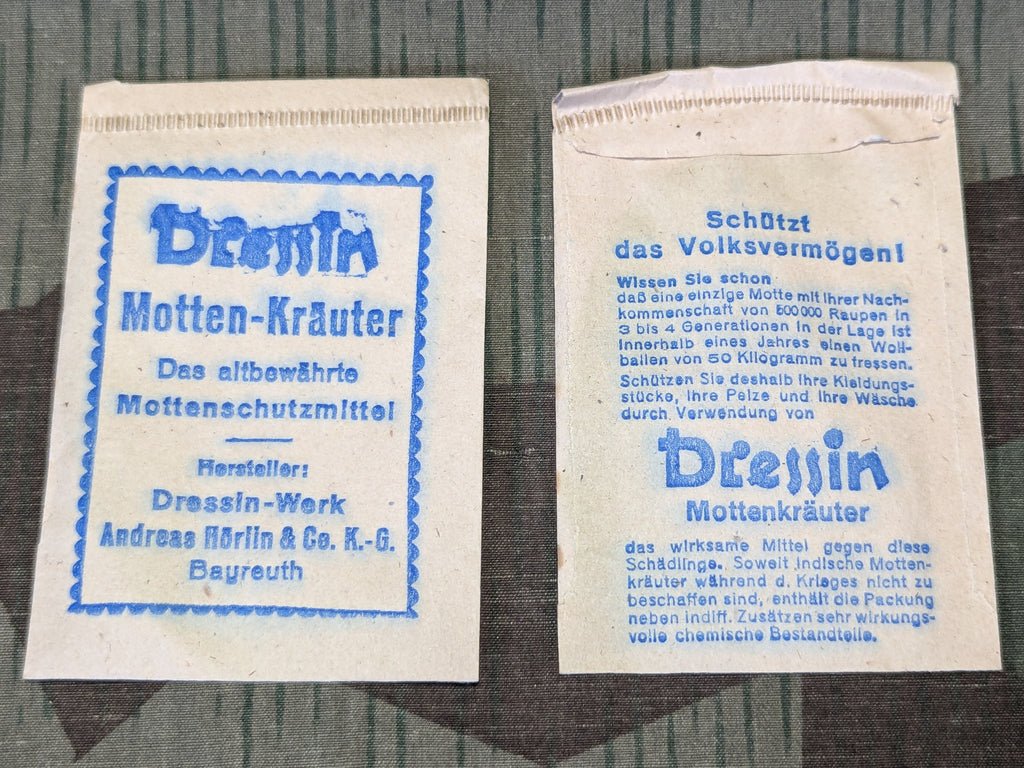 Dressin
Motten-Kräuter
Das altbewährte
Mottenschutzmittel
Hersteller:
Dressin-Werk
Andreas Hörlin & Co. K.-G.
Bayreuth
Schützt
das Volksvermögen!
Wissen Sie schon
daß eine einzige Motte mit ihrer Nach-
kommenschaft von 500 000 Raupen in
3 bis 4 Generationen in der Lage ist
innerhalb eines Jahres einen Woll-
ballen von 50 Kilogramm zu fressen.
Schützen Sie deshalb Ihre Kleidungs-
stücke, Ihre Pelze und Ihre Wäsche
durch Verwendung von
Dressin
Mottenkräuter
das wirksame Mittel gegen diese
Schädlinge. Soweit indische Motten-
kräuter während d. Krieges nicht zu
beschaffen sind, enthält die Packung
neben indiff. Zusätzen sehr wirkungs-
volle chemische Bestandteile.